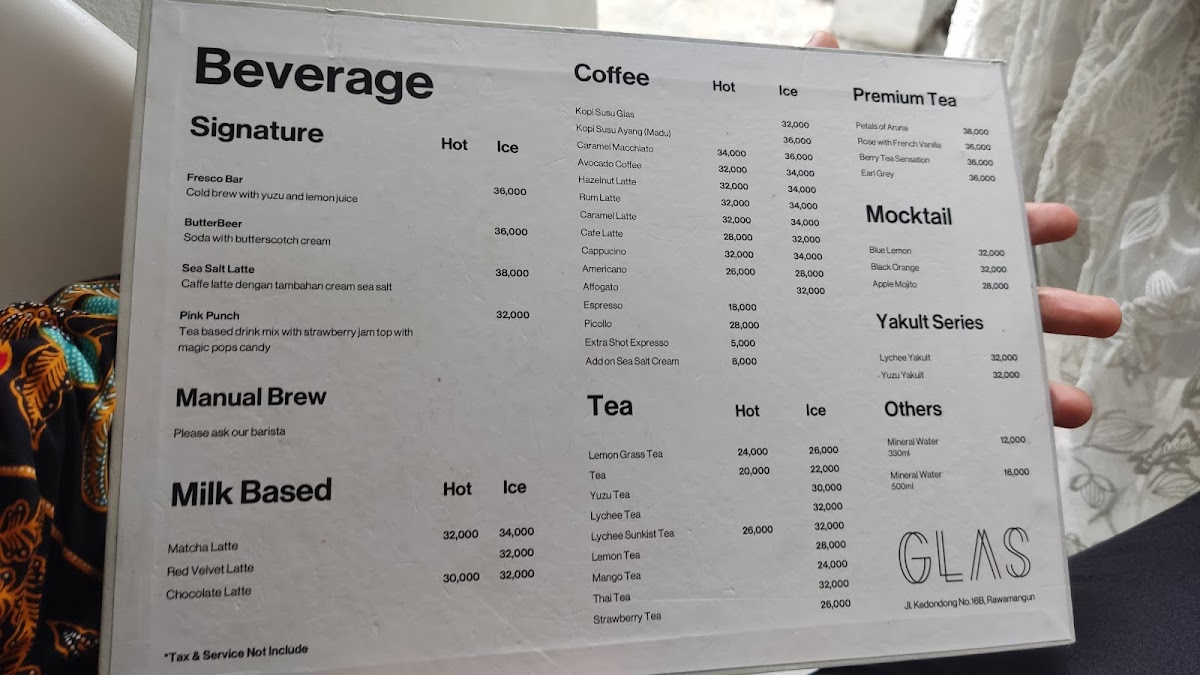 Beverage
Signature
Hot Ice
Fresco Bar
Cold brew with yuzu and lemon juice 36,000
ButterBeer
Soda with butterscotch cream 36,000
Sea Salt Latte 38,000
Caffe latte dengan tambahan cream sea salt
Pink Punch 32,000
Tea based drink mix with strawberry jam top with
magic pops candy
Manual Brew
Please ask our barista
Milk Based Hot Ice
Matcha Latte 32,000 34,000
Red Velvet Latte 32,000
Chocolate Latte 30,000 32,000
*Tax & Service Not Include
Coffee Hot Ice
Kopi Susu Glas 32,000
Kopi Susu Ayang (Madu) 36,000
Caramel Macchiato 34,000 36,000
Avocado Coffee 32,000 34,000
Hazelnut Latte 32,000 34,000
Rum Latte 32,000 34,000
Caramel Latte 32,000 34,000
Cafe Latte 28,000 32,000
Cappucino 32,000 34,000
Americano 26,000 28,000
Affogato 32,000
Espresso 18,000
Picollo 28,000
Extra Shot Expresso 5,000
Add on Sea Salt Cream 8,000
Tea Hot Ice
Lemon Grass Tea 24,000 26,000
Tea 20,000 22,000
Yuzu Tea 30,000
Lychee Tea 32,000
Lychee Sunkist Tea 26,000 32,000
Lemon Tea 28,000
Mango Tea 24,000
Thai Tea 32,000
Strawberry Tea 26,000
Premium Tea
Petals of Aruna 38,000
Rose with French Vanilla 36,000
Berry Tea Sensation 36,000
Earl Grey 36,000
Mocktail
Blue Lemon 32,000
Black Orange 32,000
Apple Mojito 28,000
Yakult Series
Lychee Yakult 32,000
Yuzu Yakult 32,000
Others
Mineral Water 12,000
330ml
Mineral Water 16,000
500ml
GLAS
Jl. Kedondong No.16B, Rawamangun